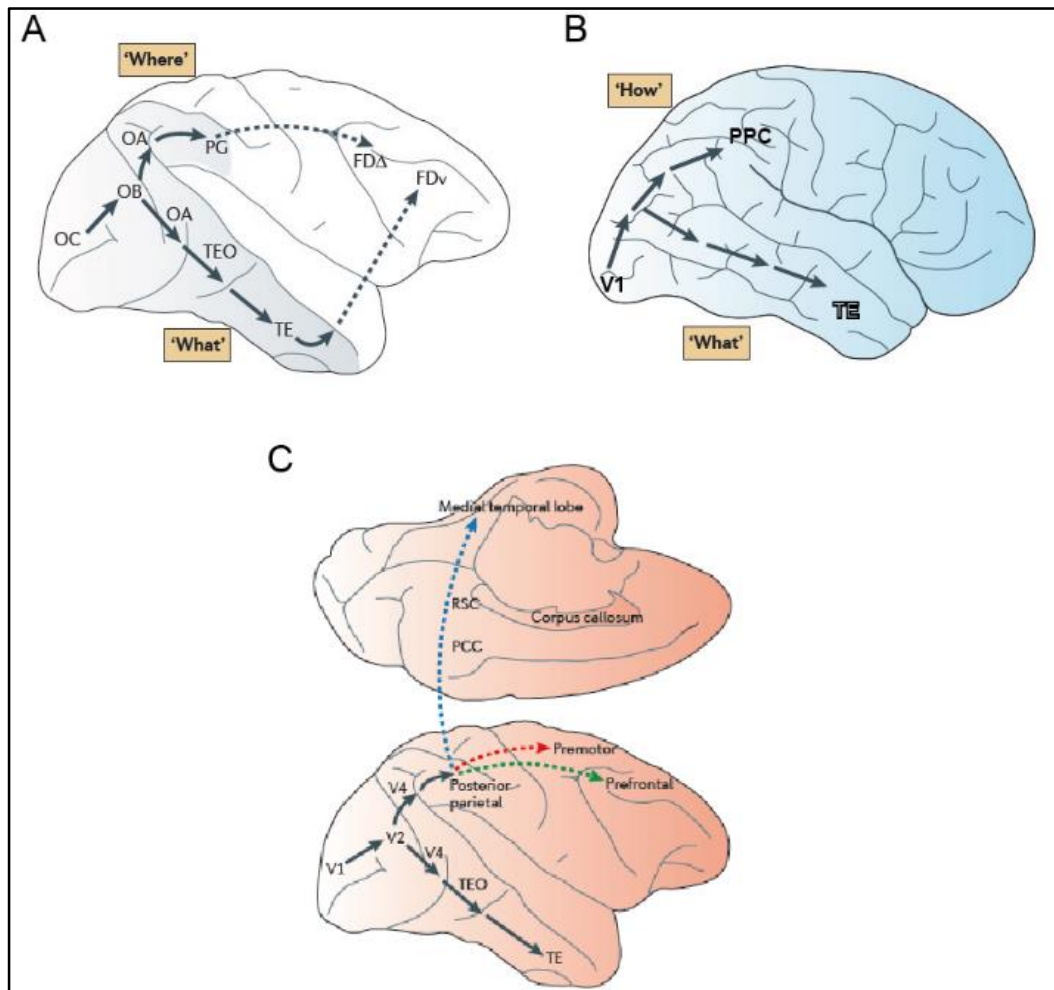 A
'Where'
OA
PG
FDΔ
FDv
OB
OA
OC
TEO
TE
'What'
B
'How'
PPC
V1
TE
'What'
C
Medial temporal lobe
RSC
Corpus callosum
PCC
Premotor
V4
Posterior
parietal
Prefrontal
V2
V4
V1
TEO
TE